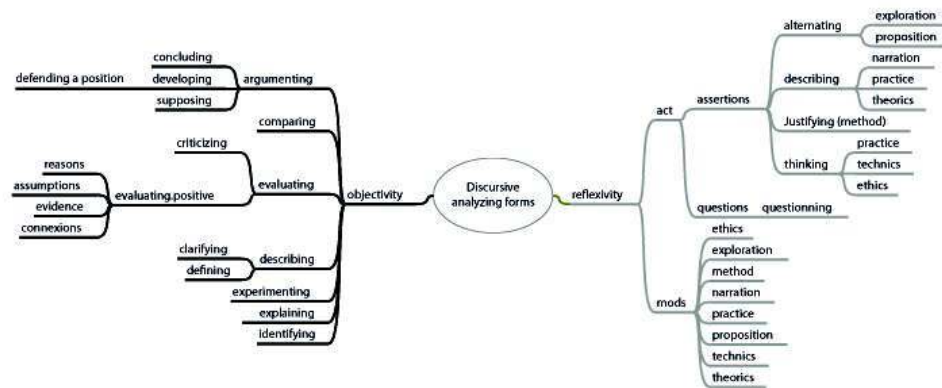 exploration
alternating
proposition
concluding
narration
defending a position
developing
argumenting
describing
practice
supposing
theorics
act
assertions
comparing
Justifying (method)
criticizing
practice
reasons
thinking
technics
assumptions
evaluating.positive
evaluating
objectivity
Discursive
analyzing forms
reflexivity
ethics
evidence
connexions
questions
questionning
ethics
clarifying
describing
exploration
defining
method
experimenting
mods
narration
explaining
practice
identifying
proposition
technics
theorics